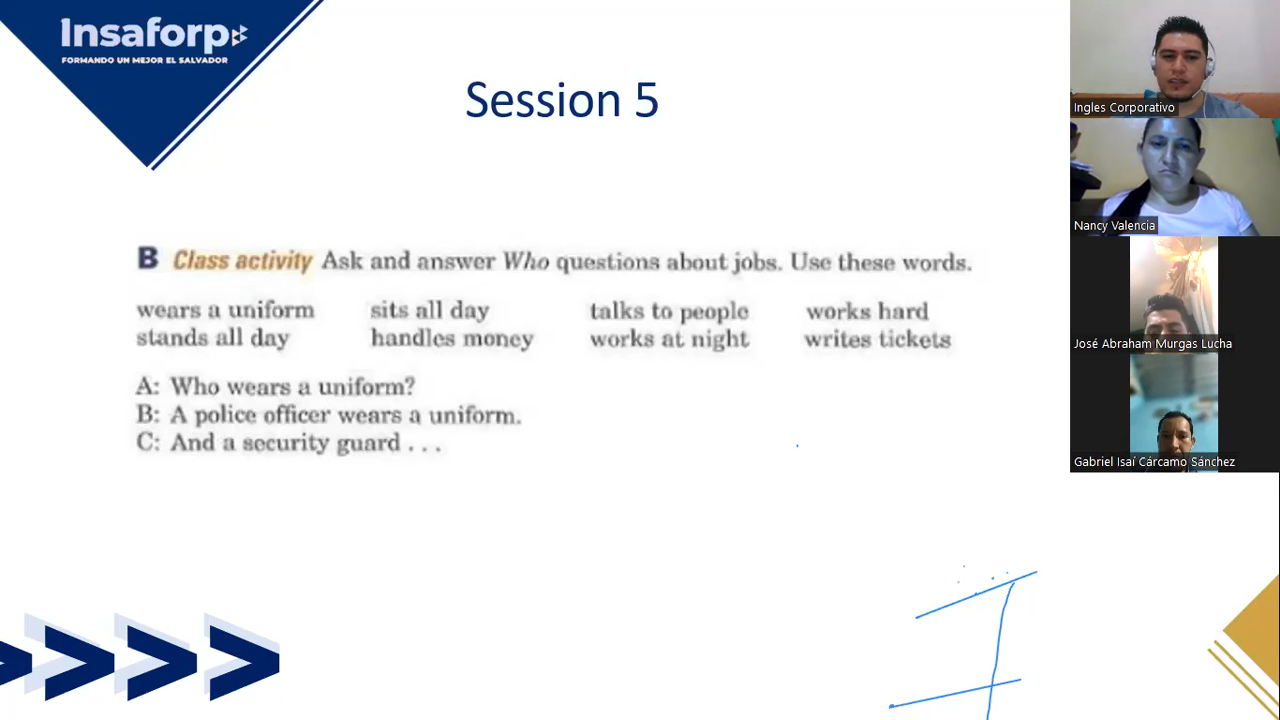 Insaforp
FORMANDO UN MEJOR EL SALVADOR
Session 5
B Class activity Ask and answer Who questions about jobs. Use these words.
wears a uniform sits all day talks to people works hard
stands all day handles money works at night writes tickets
A: Who wears a uniform?
B: A police officer wears a uniform.
C: And a security guard . . .
Ingles Corporativo
Nancy Valencia
José Abraham Murgas Lucha
Gabriel Isaí Cárcamo Sánchez